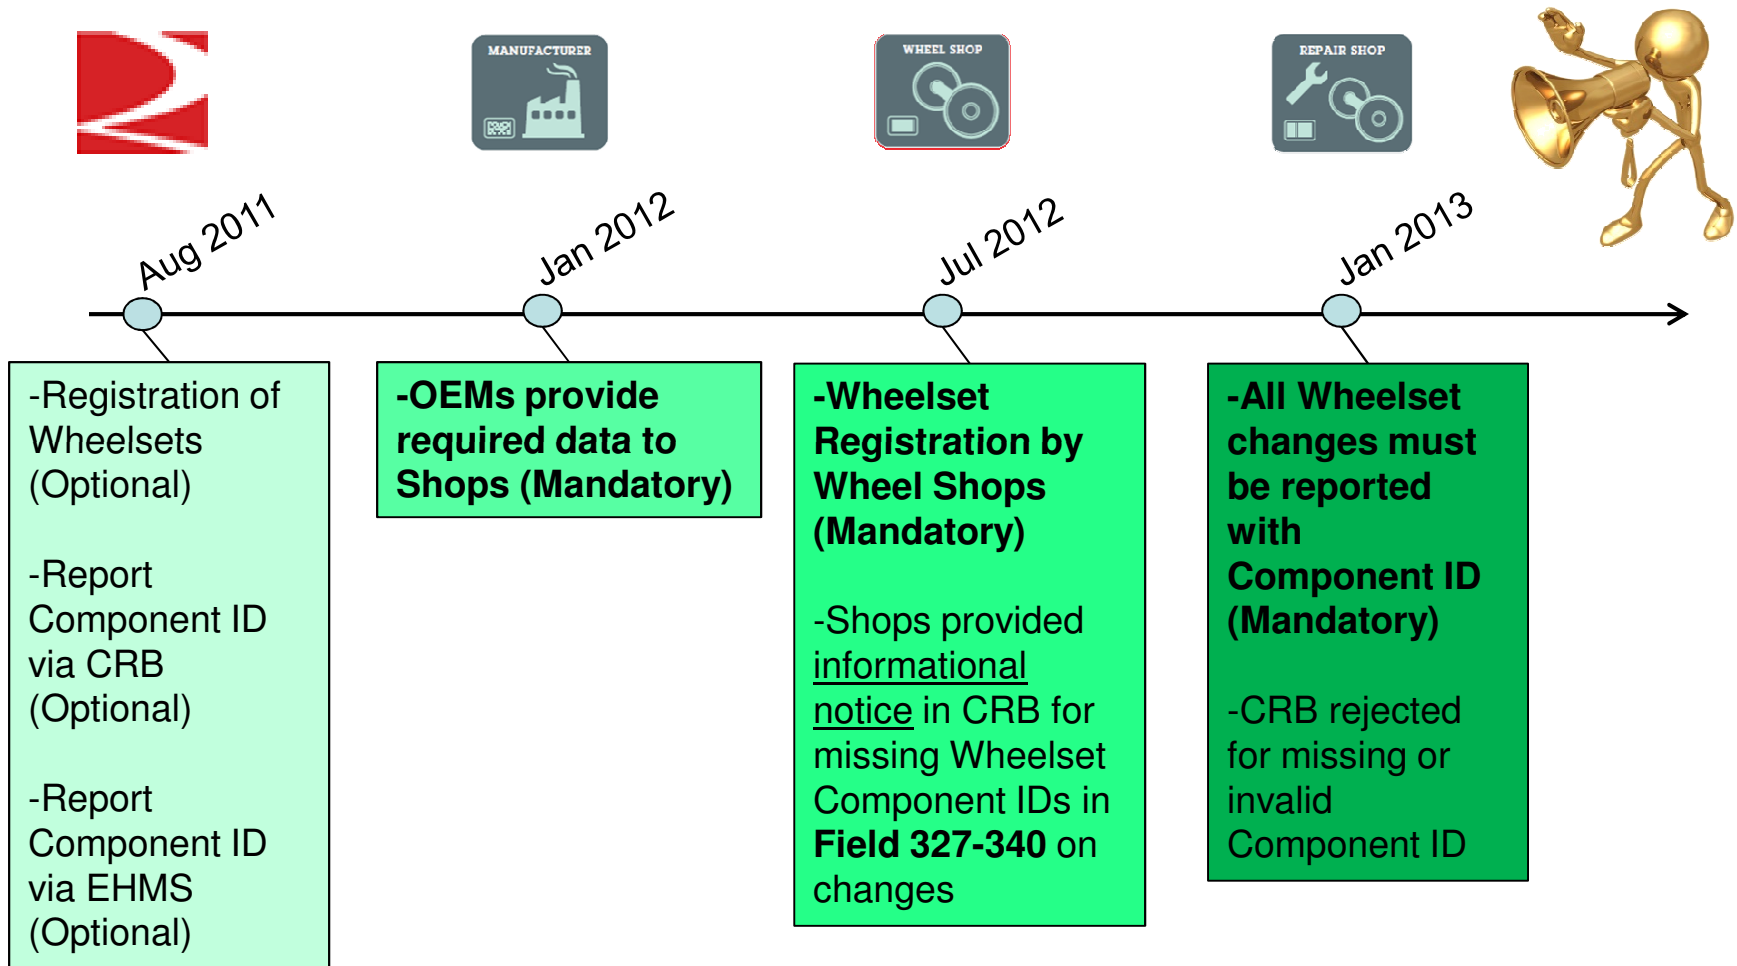 MANUFACTURER
WHEEL SHOP
REPAIR SHOP
Aug 2011
Jan 2012
Jul 2012
Jan 2013
-Registration of
Wheelsets
(Optional)
-Report
Component ID
via CRB
(Optional)
-Report
Component ID
via EHMS
(Optional)
-OEMs provide
required data to
Shops (Mandatory)
-Wheelset
Registration by
Wheel Shops
(Mandatory)
-Shops provided
informational
notice in CRB for
missing Wheelset
Component IDs in
Field 327-340 on
changes
-All Wheelset
changes must
be reported
with
Component ID
(Mandatory)
-CRB rejected
for missing or
invalid
Component ID